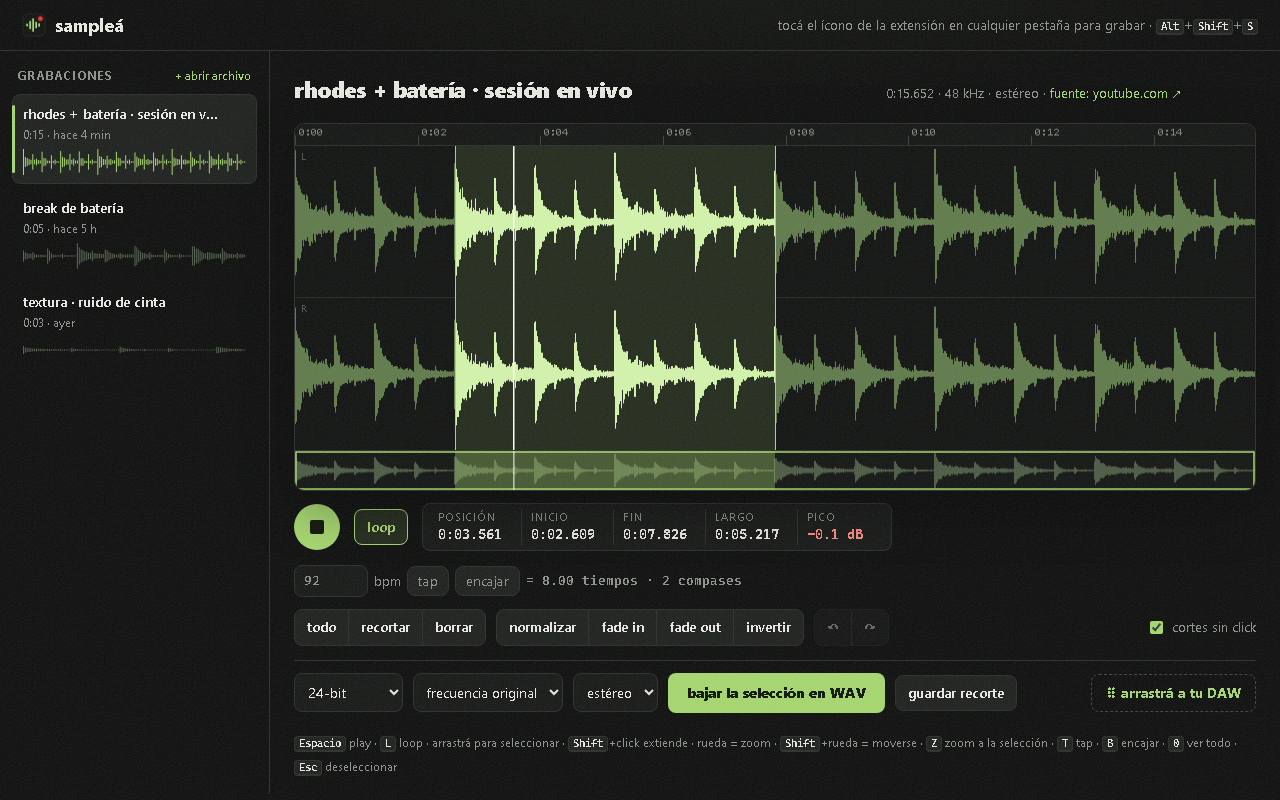 sampleá
tocá el ícono de la extensión en cualquier pestaña para grabar · Alt + Shift + S
GRABACIONES
+ abrir archivo
rhodes + batería · sesión en v...
0:15 · hace 4 min
break de batería
0:05 · hace 5 h
textura · ruido de cinta
0:03 · ayer
rhodes + batería · sesión en vivo
0:15.652 · 48 kHz · estéreo · fuente: youtube.com ↗
0:00 0:02 0:04 0:06 0:08 0:10 0:12 0:14
L
R
loop
POSICIÓN INICIO FIN LARGO PICO
0:03.561 0:02.609 0:07.826 0:05.217 −0.1 dB
92 bpm tap encajar = 8.00 tiempos · 2 compases
todo recortar borrar normalizar fade in fade out invertir ↶ ↷ cortes sin click
24-bit frecuencia original estéreo bajar la selección en WAV guardar recorte ⠿ arrastrá a tu DAW
Espacio play · L loop · arrastrá para seleccionar · Shift +click extiende · rueda = zoom · Shift +rueda = moverse · Z zoom a la selección · T tap · B encajar · 0 ver todo ·
Esc deseleccionar